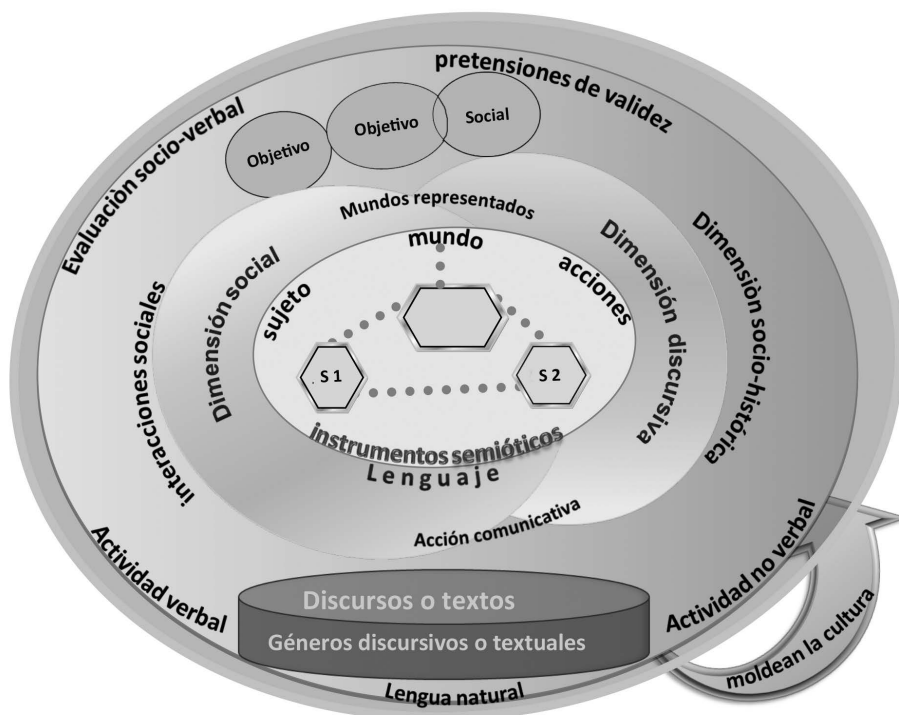 pretensiones de validez
Evaluaciòn socio-verbal
Objetivo
Objetivo
Social
Mundos representados
mundo
sujeto
acciones
Dimensión social
Dimensión discursiva
Dimensiòn socio-histórica
interacciones sociales
. S 1
S 2
instrumentos semióticos
Lenguaje
Acción comunicativa
Actividad verbal
Actividad no verbal
Discursos o textos
Géneros discursivos o textuales
moldean la cultura
Lengua natural